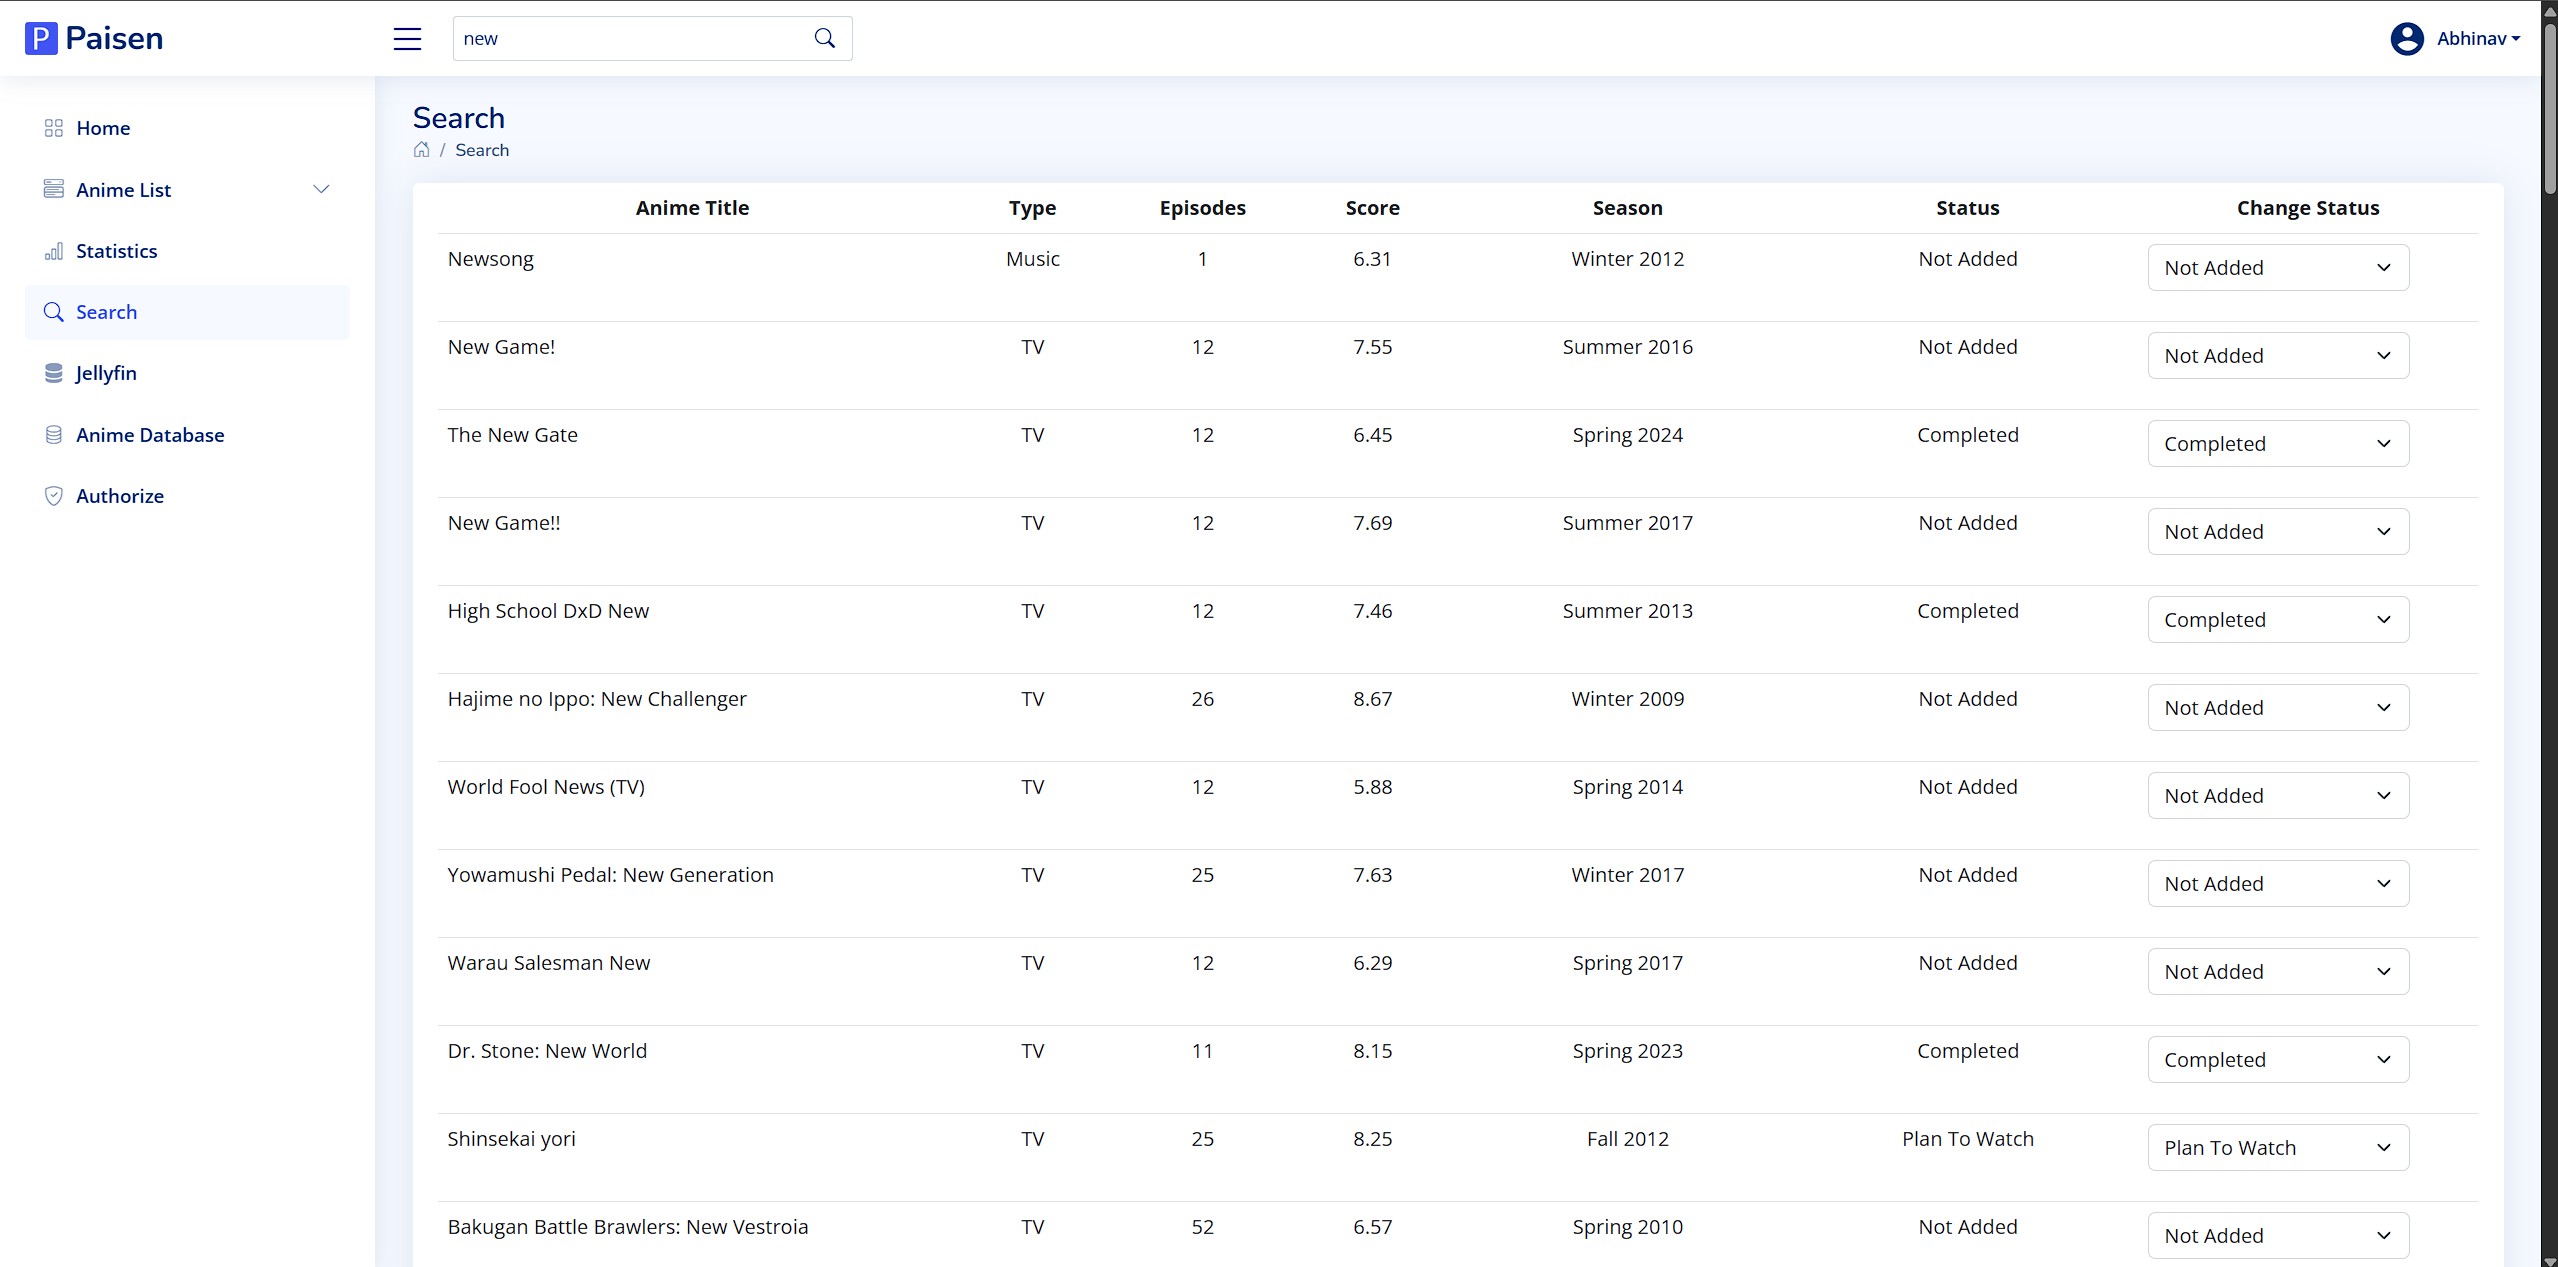 P Paisen
new
Abhinav
Home
Anime List
Statistics
Search
Jellyfin
Anime Database
Authorize
Search
/ Search
Anime Title Type Episodes Score Season Status Change Status
Newsong Music 1 6.31 Winter 2012 Not Added Not Added
New Game! TV 12 7.55 Summer 2016 Not Added Not Added
The New Gate TV 12 6.45 Spring 2024 Completed Completed
New Game!! TV 12 7.69 Summer 2017 Not Added Not Added
High School DxD New TV 12 7.46 Summer 2013 Completed Completed
Hajime no Ippo: New Challenger TV 26 8.67 Winter 2009 Not Added Not Added
World Fool News (TV) TV 12 5.88 Spring 2014 Not Added Not Added
Yowamushi Pedal: New Generation TV 25 7.63 Winter 2017 Not Added Not Added
Warau Salesman New TV 12 6.29 Spring 2017 Not Added Not Added
Dr. Stone: New World TV 11 8.15 Spring 2023 Completed Completed
Shinsekai yori TV 25 8.25 Fall 2012 Plan To Watch Plan To Watch
Bakugan Battle Brawlers: New Vestroia TV 52 6.57 Spring 2010 Not Added Not Added